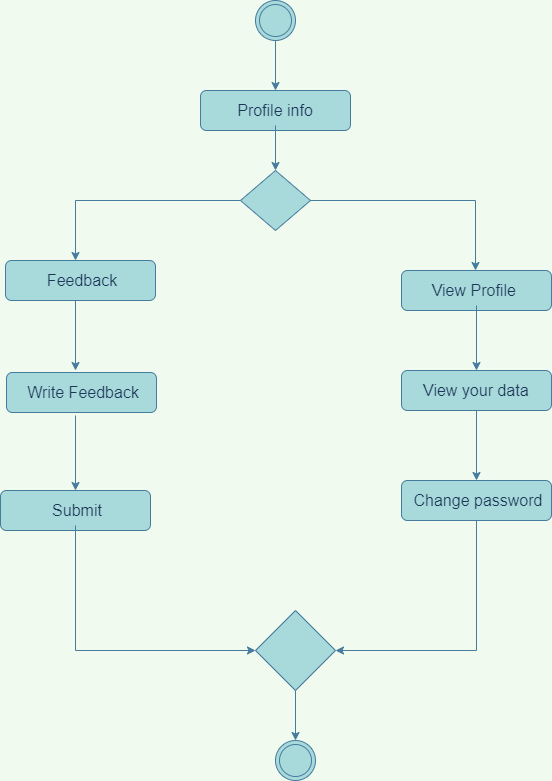 Profile info
Feedback
View Profile
Write Feedback
View your data
Submit
Change password